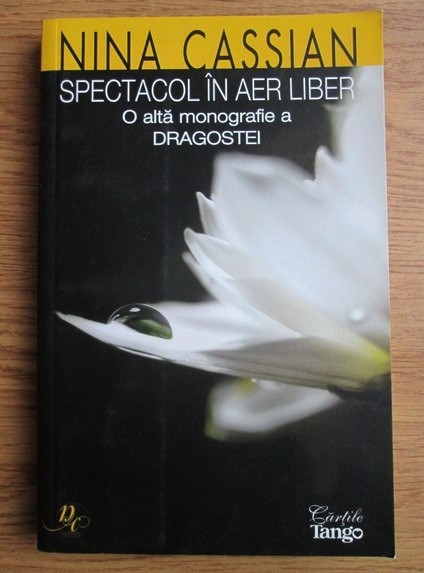 NINA CASSIAN
SPECTACOL ÎN AER LIBER
O altă monografie a
DRAGOSTEI
Cărțile
Tango